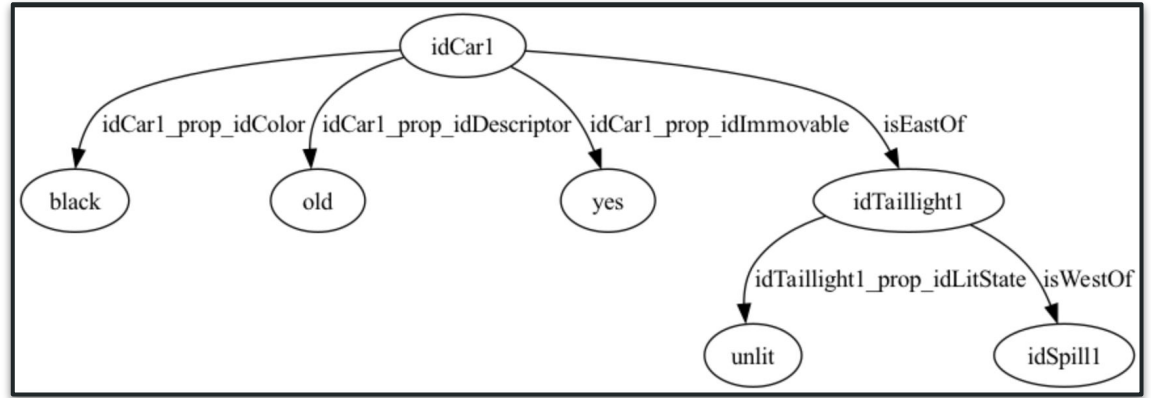 idCar1
idCar1_prop_idColor idCar1_prop_idDescriptor idCar1_prop_idImmovable isEastOf
black old yes idTaillight1
idTaillight1_prop_idLitState isWestOf
unlit idSpill1